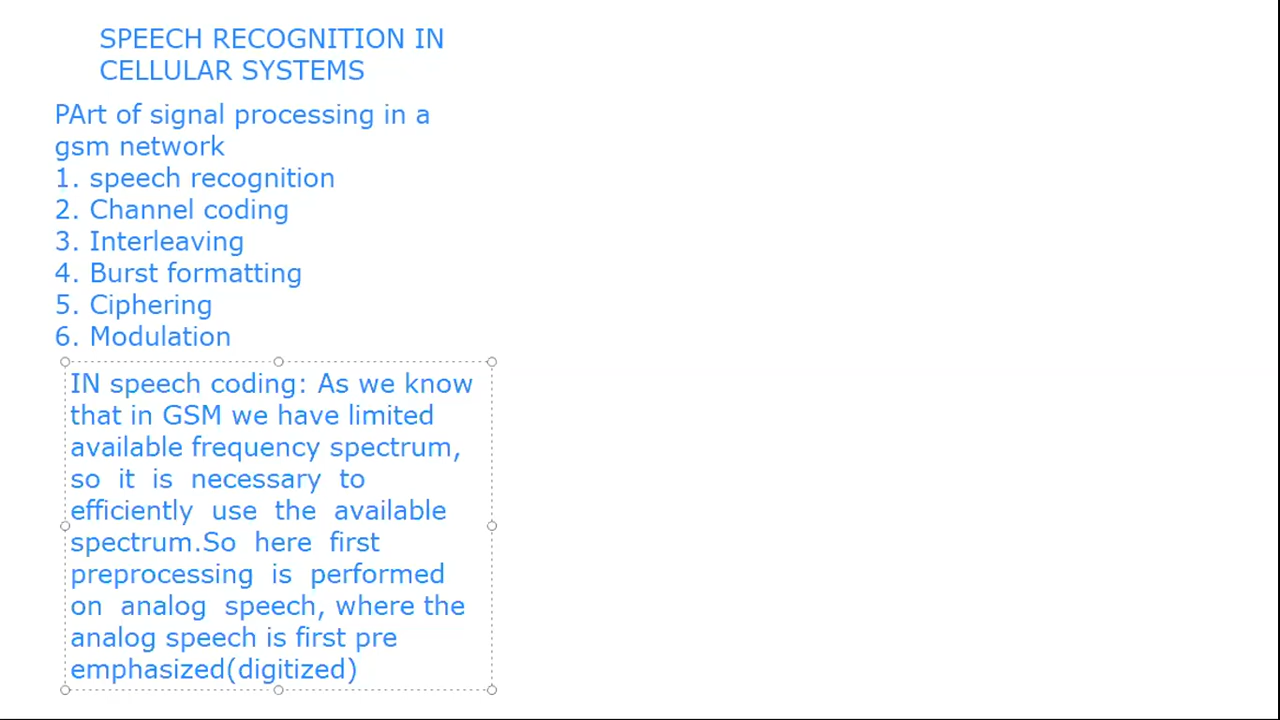 SPEECH RECOGNITION IN
CELLULAR SYSTEMS
PArt of signal processing in a
gsm network
1. speech recognition
2. Channel coding
3. Interleaving
4. Burst formatting
5. Ciphering
6. Modulation
IN speech coding: As we know
that in GSM we have limited
available frequency spectrum,
so it is necessary to
efficiently use the available
spectrum.So here first
preprocessing is performed
on analog speech, where the
analog speech is first pre
emphasized(digitized)